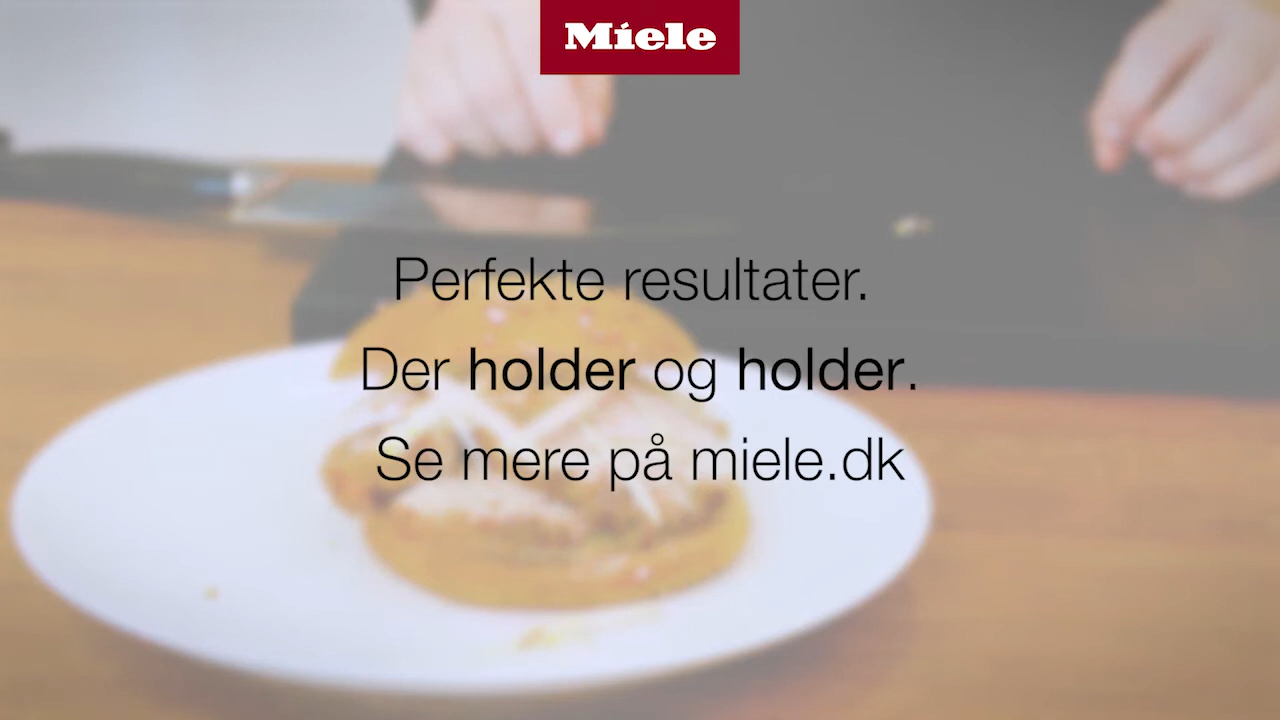 Miele
Perfekte resultater.
Der holder og holder.
Se mere på miele.dk